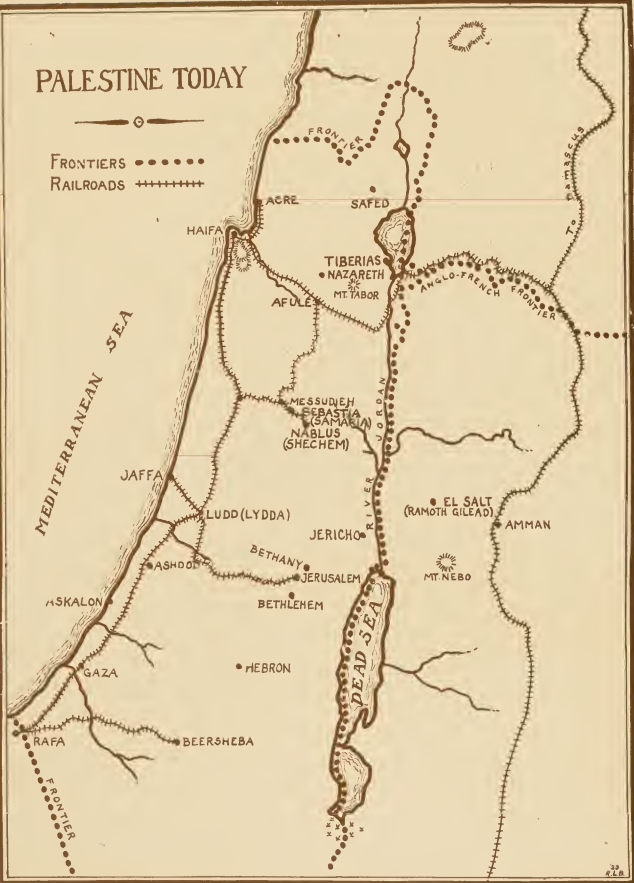 PALESTINE TODAY
FRONTIERS
RAILROADS
FRONTIER
TO DAMASCUS
ACRE
SAFED
HAIFA
TIBERIAS
NAZARETH
MT. TABOR
AFULÉ
ANGLO-FRENCH FRONTIER
MEDITERRANEAN SEA
MESSUDIEH
SEBASTIA
(SAMARIA)
NABLUS
(SHECHEM)
RIVER JORDAN
JAFFA
LUDD (LYDDA)
EL SALT
(RAMOTH GILEAD)
AMMAN
JERICHO
BETHANY
ASHDOD
JERUSALEM
MT. NEBO
ASKALON
BETHLEHEM
DEAD SEA
GAZA
HEBRON
RAFA
BEERSHEBA
FRONTIER
R.L.B.